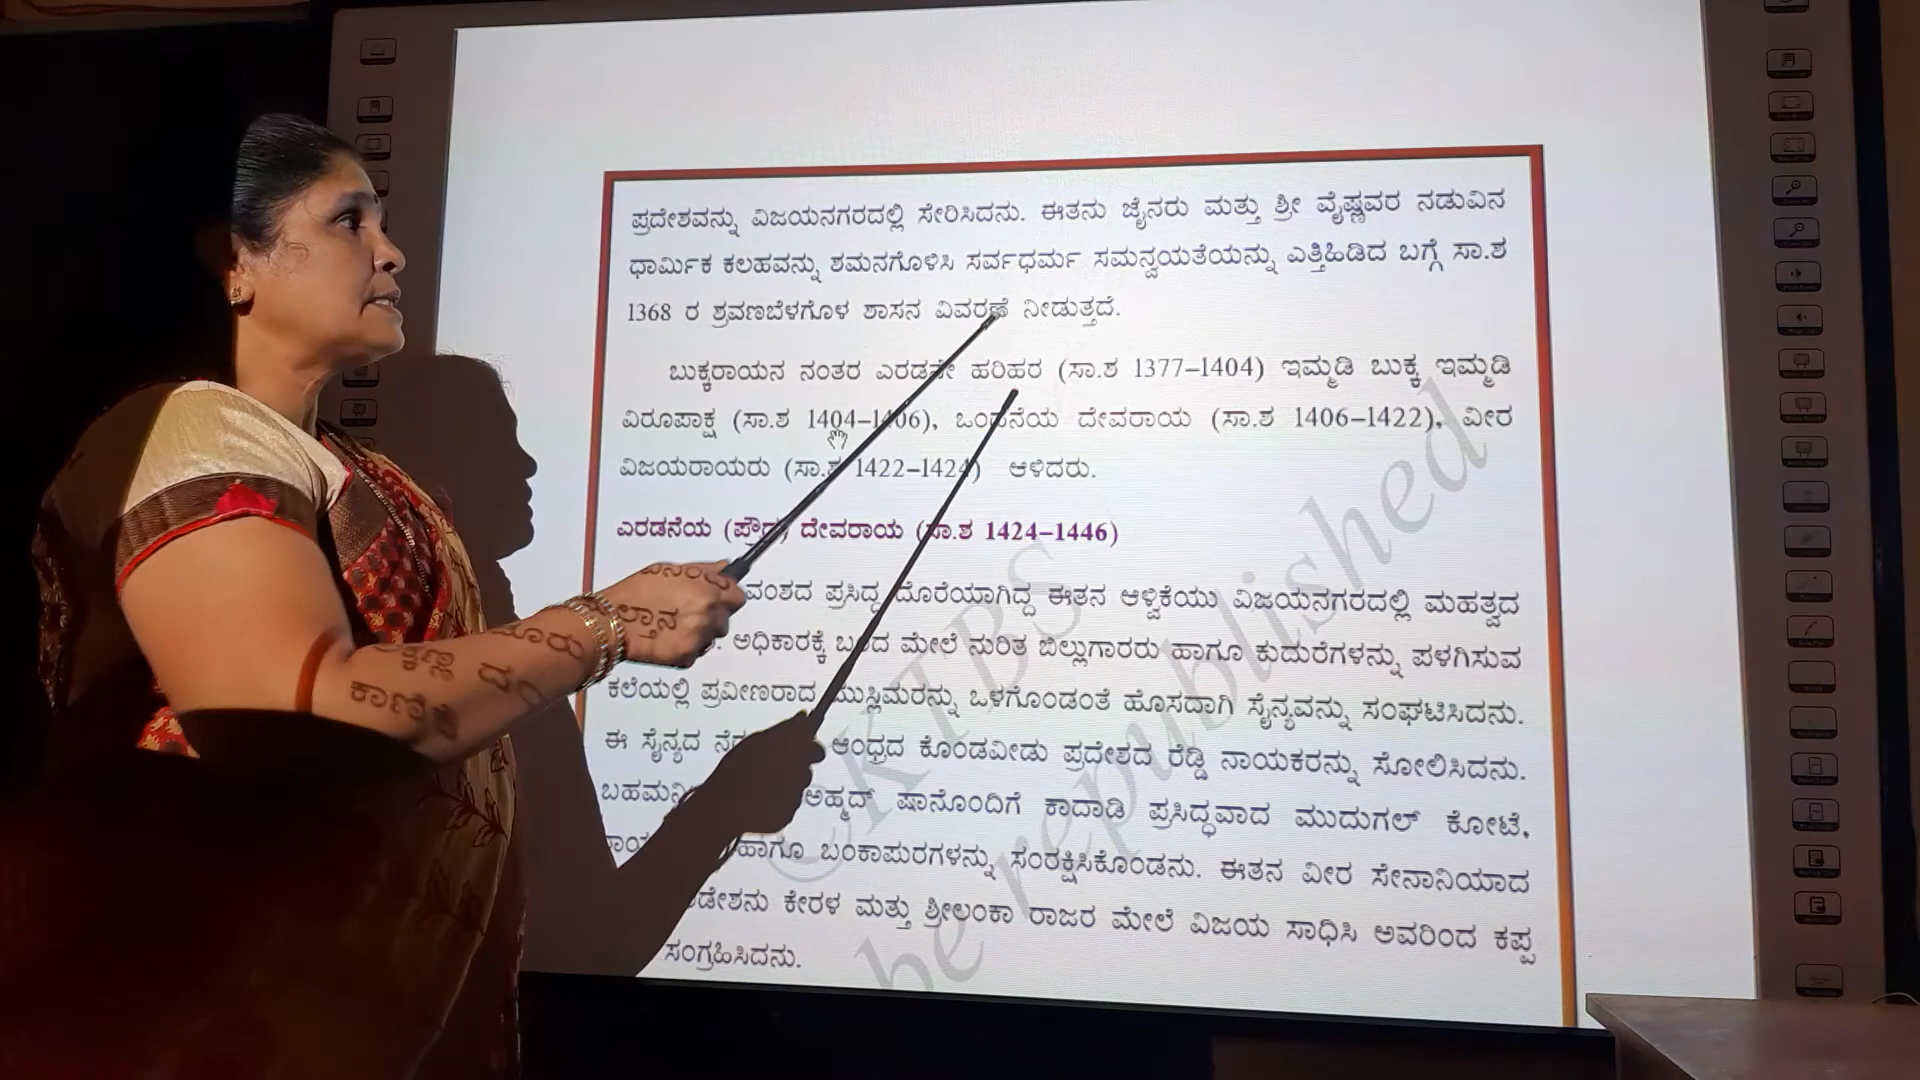 ಪ್ರದೇಶವನ್ನು ವಿಜಯನಗರದಲ್ಲಿ ಸೇರಿಸಿದನು. ಈತನು ಜೈನರು ಮತ್ತು ಶ್ರೀ ವೈಷ್ಣವರ ನಡುವಿನ
ಧಾರ್ಮಿಕ ಕಲಹವನ್ನು ಶಮನಗೊಳಿಸಿ ಸರ್ವಧರ್ಮ ಸಮನ್ವಯತೆಯನ್ನು ಎತ್ತಿಹಿಡಿದ ಬಗ್ಗೆ ಸಾ.ಶ
1368 ರ ಶ್ರವಣಬೆಳಗೊಳ ಶಾಸನ ವಿವರಣೆ ನೀಡುತ್ತದೆ.
ಬುಕ್ಕರಾಯನ ನಂತರ ಎರಡನೇ ಹರಿಹರ (ಸಾ.ಶ 1377–1404) ಇಮ್ಮಡಿ ಬುಕ್ಕ ಇಮ್ಮಡಿ
ವಿರೂಪಾಕ್ಷ (ಸಾ.ಶ 1404–1406), ಒಂದನೆಯ ದೇವರಾಯ (ಸಾ.ಶ 1406–1422), ವೀರ
ವಿಜಯರಾಯರು (ಸಾ.ಶ 1422–1424) ಆಳಿದರು.
ಎರಡನೆಯ (ಪ್ರೌಢ) ದೇವರಾಯ (ಸಾ.ಶ 1424–1446)
ವಂಶದ ಪ್ರಸಿದ್ಧ ದೊರೆಯಾಗಿದ್ದ ಈತನ ಆಳ್ವಿಕೆಯು ವಿಜಯನಗರದಲ್ಲಿ ಮಹತ್ವದ
ಅಧಿಕಾರಕ್ಕೆ ಬಂದ ಮೇಲೆ ನುರಿತ ಬಿಲ್ಲುಗಾರರು ಹಾಗೂ ಕುದುರೆಗಳನ್ನು ಪಳಗಿಸುವ
ಕಲೆಯಲ್ಲಿ ಪ್ರವೀಣರಾದ ಮುಸ್ಲಿಮರನ್ನು ಒಳಗೊಂಡಂತೆ ಹೊಸದಾಗಿ ಸೈನ್ಯವನ್ನು ಸಂಘಟಿಸಿದನು.
ಈ ಸೈನ್ಯದ ಆಂಧ್ರದ ಕೊಂಡವೀಡು ಪ್ರದೇಶದ ರೆಡ್ಡಿ ನಾಯಕರನ್ನು ಸೋಲಿಸಿದನು.
ಅಹ್ಮದ್ ಷಾನೊಂದಿಗೆ ಕಾದಾಡಿ ಪ್ರಸಿದ್ಧವಾದ ಮುದುಗಲ್ ಕೋಟೆ,
ಹಾಗೂ ಬಂಕಾಪುರಗಳನ್ನು ಸಂರಕ್ಷಿಸಿಕೊಂಡನು. ಈತನ ವೀರ ಸೇನಾನಿಯಾದ
ಕೇರಳ ಮತ್ತು ಶ್ರೀಲಂಕಾ ರಾಜರ ಮೇಲೆ ವಿಜಯ ಸಾಧಿಸಿ ಅವರಿಂದ ಕಪ್ಪ
ಸಂಗ್ರಹಿಸಿದನು.
KTBS
be republished